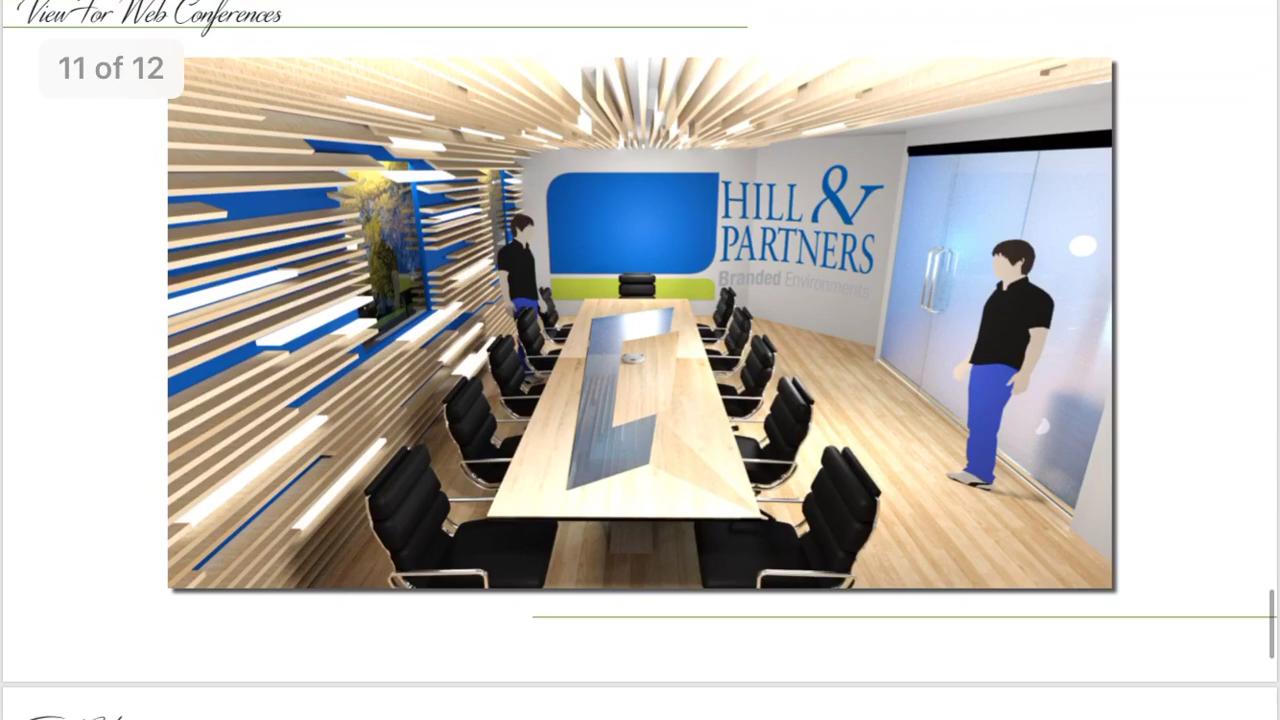 View For Web Conferences
11 of 12
HILL &
PARTNERS
Branded Environments